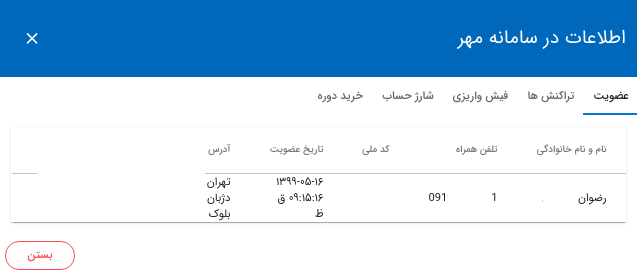 اطلاعات در سامانه مهر
عضویت تراکنش ها فیش واریزی شارژ حساب خرید دوره
نام و نام خانوادگی تلفن همراه کد ملی تاریخ عضویت آدرس
رضوان 1 091 ۱۳۹۹-۰۵-۱۶ تهران
۰۹:۱۵:۱۶ ق دژبان
ظ بلوک
بستن